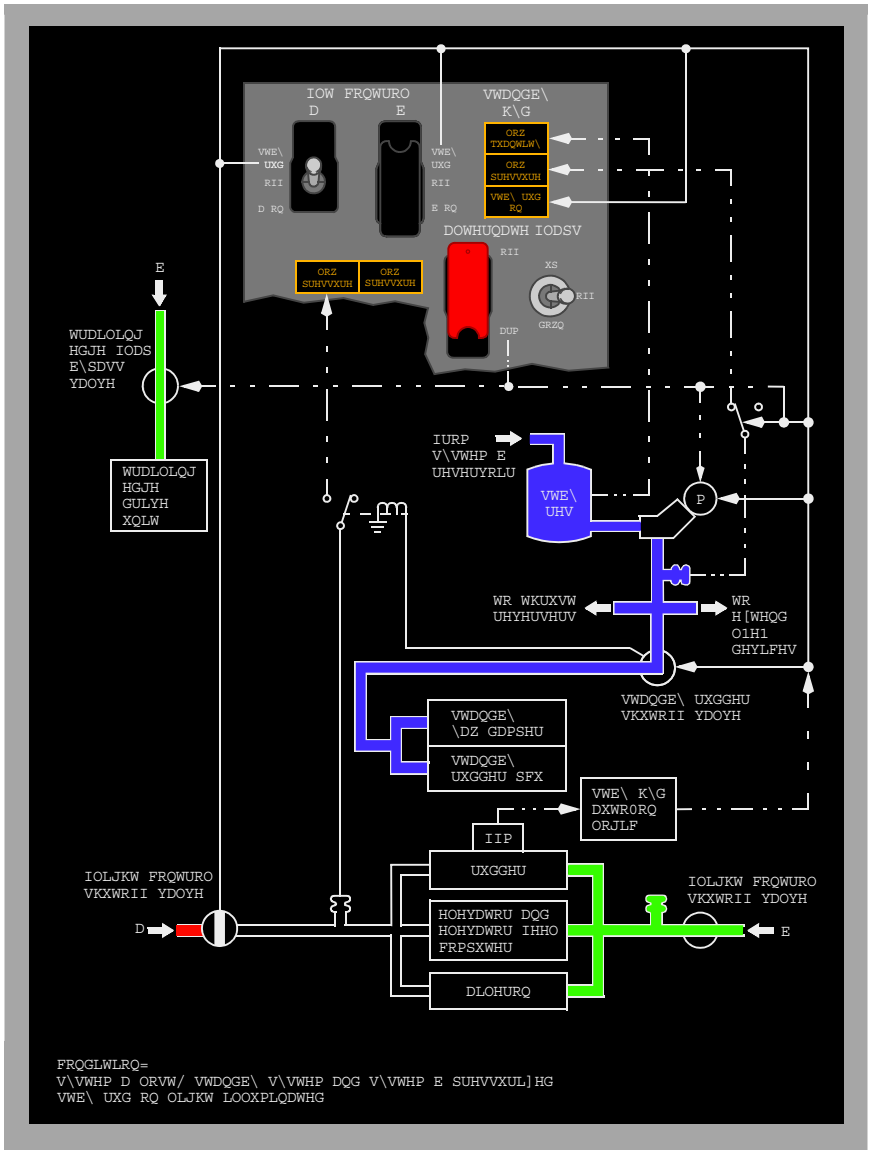 IOW FRQWURO
D E
VWDQGE\
K\G
VWE\
UXG
RII
D RQ
VWE\
UXG
RII
E RQ
ORZ
TXDQWLW\
ORZ
SUHVVXUH
VWE\ UXG
RQ
DOWHUQDWH IODSV
RII
XS
RII
GRZQ
DUP
ORZ
SUHVVXUH
ORZ
SUHVVXUH
E
WUDLOLQJ
HGJH IODS
E\SDVV
YDOYH
WUDLOLQJ
HGJH
GULYH
XQLW
IURP
V\VWHP E
UHVHUYRLU
VWE\
UHV
P
WR WKUXVW
UHYHUVHUV
WR
H[WHQG
O1H1
GHYLFHV
VWDQGE\ UXGGHU
VKXWRII YDOYH
VWDQGE\
\DZ GDPSHU
VWDQGE\
UXGGHU SFX
VWE\ K\G
DXWR0RQ
ORJLF
IIP
UXGGHU
IOLJKW FRQWURO
VKXWRII YDOYH
D
HOHYDWRU DQG
HOHYDWRU IHHO
FRPSXWHU
DLOHURQ
IOLJKW FRQWURO
VKXWRII YDOYH
E
FRQGLWLRQ=
V\VWHP D ORVW/ VWDQGE\ V\VWHP DQG V\VWHP E SUHVVXUL]HG
VWE\ UXG RQ OLJKW LOOXPLQDWHG